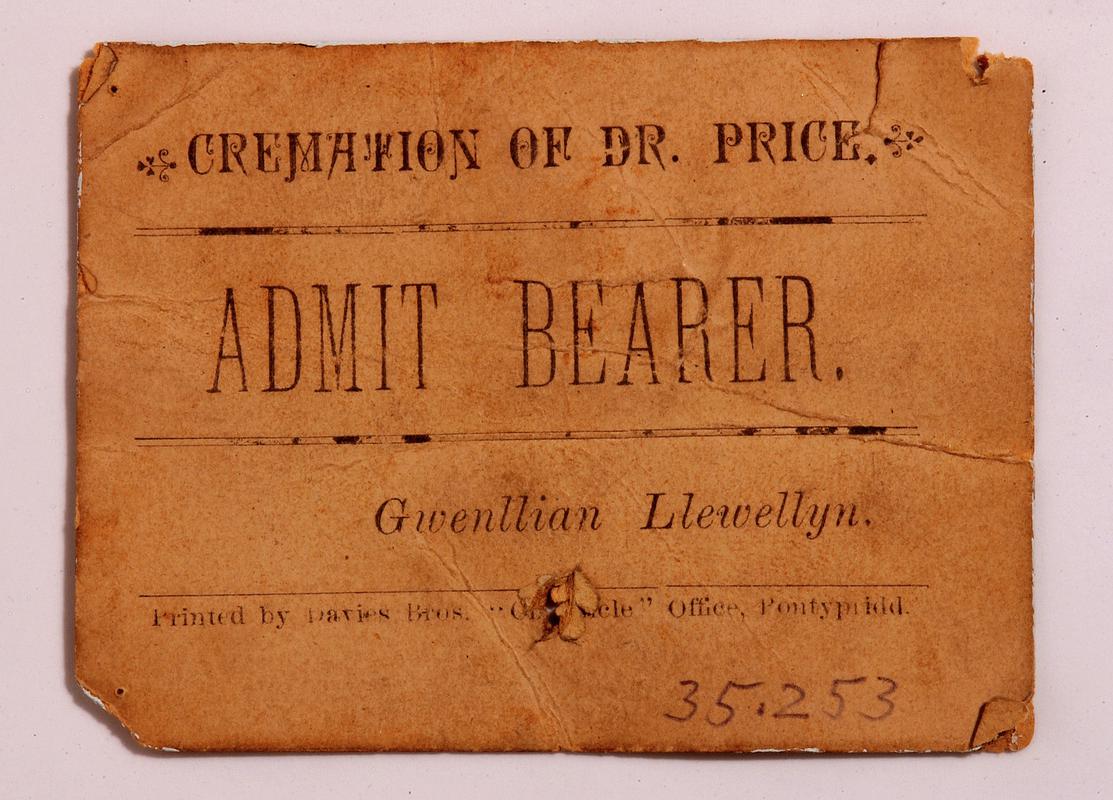 CREMATION OF DR. PRICE.
ADMIT BEARER.
Gwenllian Llewellyn.
Printed by Davies Bros. " Office, Pontypridd.
35.253